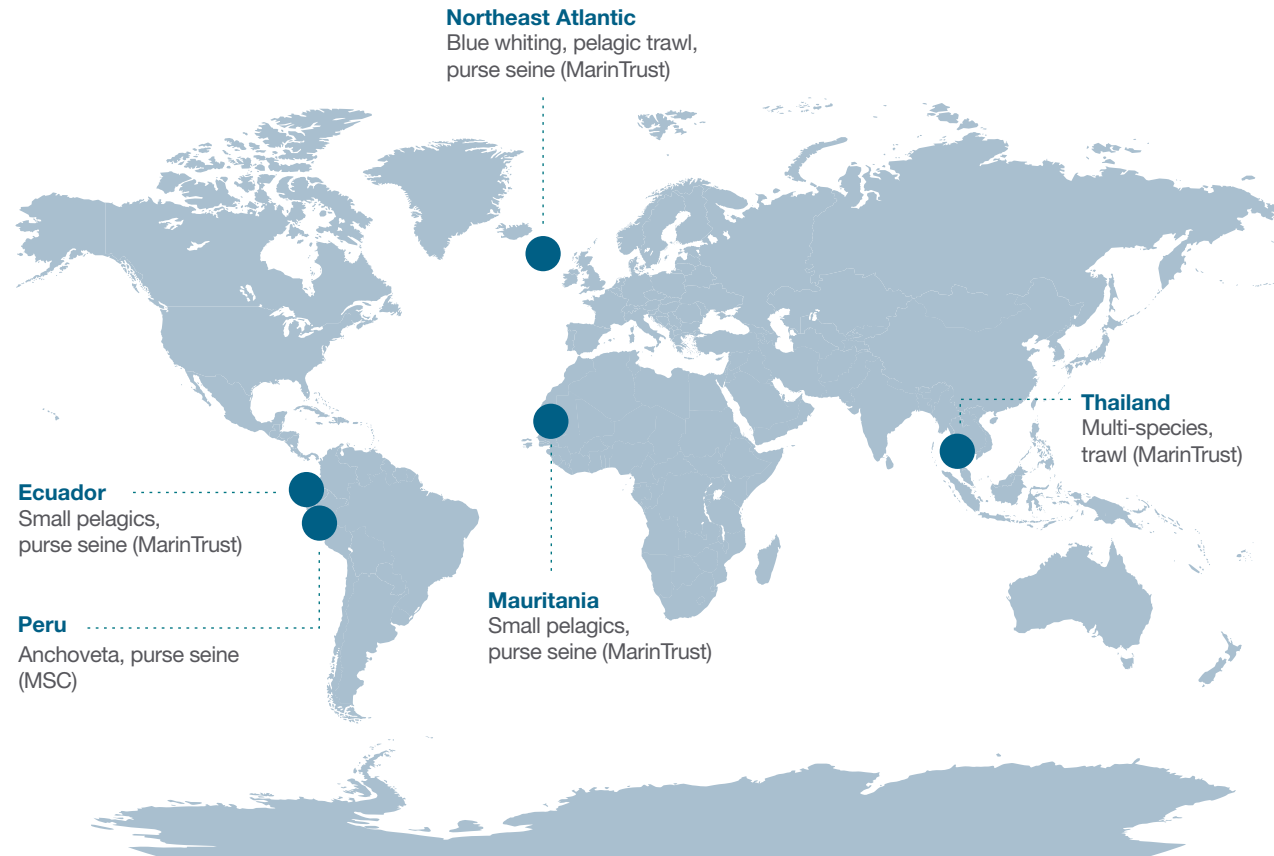 Northeast Atlantic
Blue whiting, pelagic trawl,
purse seine (MarinTrust)
Thailand
Multi-species,
trawl (MarinTrust)
Ecuador
Small pelagics,
purse seine (MarinTrust)
Mauritania
Small pelagics,
purse seine (MarinTrust)
Peru
Anchoveta, purse seine
(MSC)